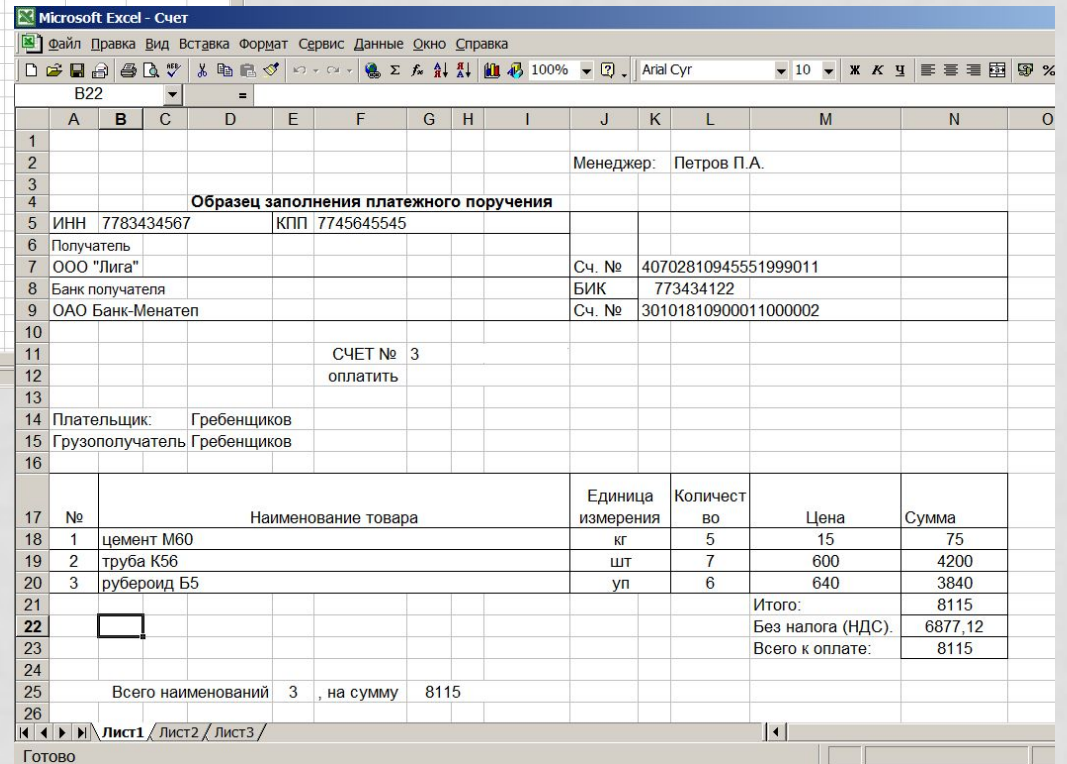 Microsoft Excel - Счет
Файл Правка Вид Вставка Формат Сервис Данные Окно Справка
100% Arial Cyr 10 Ж К Ч %
B22 =
A B C D E F G H I J K L M N O
1
2 Менеджер: Петров П.А.
3
4 Образец заполнения платежного поручения
5 ИНН 7783434567 КПП 7745645545
6 Получатель
7 ООО "Лига" Сч. № 40702810945551999011
8 Банк получателя БИК 773434122
9 ОАО Банк-Менатеп Сч. № 30101810900011000002
10
11 СЧЕТ № 3
12 оплатить
13
14 Плательщик: Гребенщиков
15 Грузополучатель Гребенщиков
16
17 № Наименование товара Единица измерения Количест во Цена Сумма
18 1 цемент М60 кг 5 15 75
19 2 труба К56 шт 7 600 4200
20 3 рубероид Б5 уп 6 640 3840
21 Итого: 8115
22 Без налога (НДС). 6877,12
23 Всего к оплате: 8115
24
25 Всего наименований 3 , на сумму 8115
26
Лист1 Лист2 Лист3
Готово